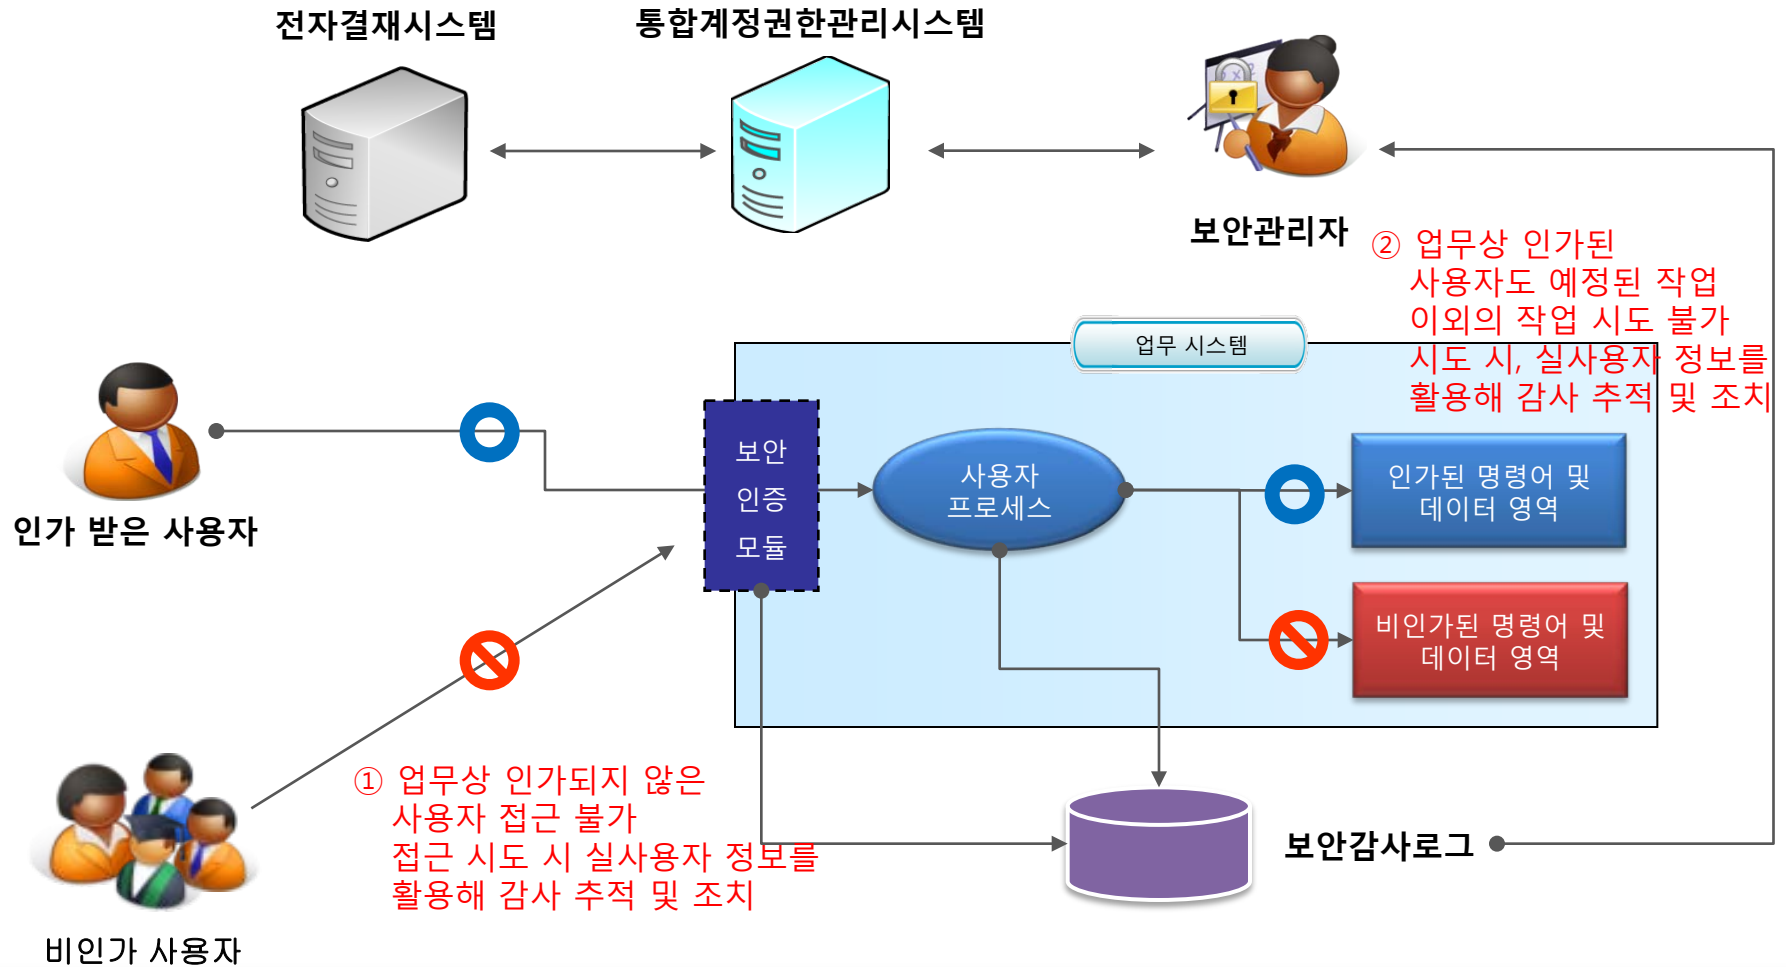 전자결재시스템
통합계정권한관리시스템
보안관리자
② 업무상 인가된
사용자도 예정된 작업
이외의 작업 시도 불가
시도 시, 실사용자 정보를
활용해 감사 추적 및 조치
업무 시스템
인가 받은 사용자
보안
인증
모듈
사용자
프로세스
인가된 명령어 및
데이터 영역
비인가된 명령어 및
데이터 영역
① 업무상 인가되지 않은
사용자 접근 불가
접근 시도 시 실사용자 정보를
활용해 감사 추적 및 조치
보안감사로그
비인가 사용자